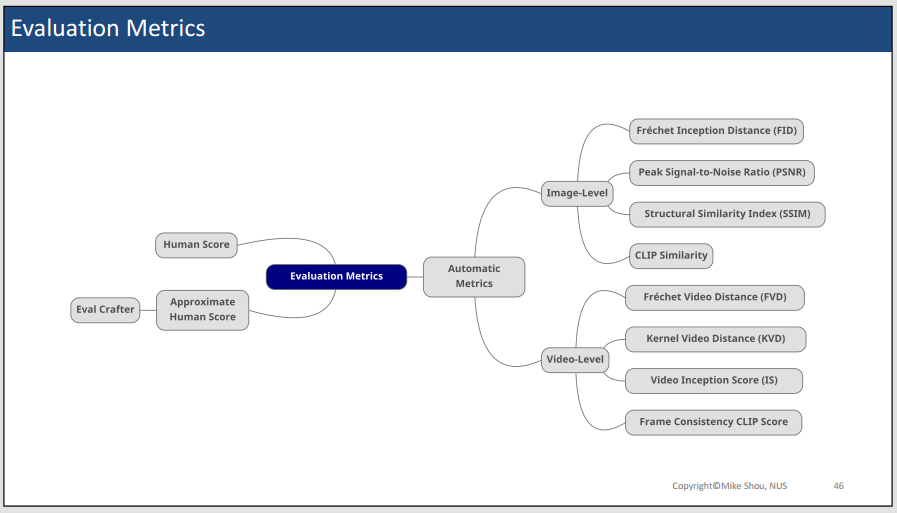 Evaluation Metrics
Fréchet Inception Distance (FID)
Peak Signal-to-Noise Ratio (PSNR)
Image-Level
Structural Similarity Index (SSIM)
CLIP Similarity
Human Score
Evaluation Metrics
Automatic
Metrics
Eval Crafter
Approximate
Human Score
Fréchet Video Distance (FVD)
Kernel Video Distance (KVD)
Video-Level
Video Inception Score (IS)
Frame Consistency CLIP Score
Copyright©Mike Shou, NUS
46